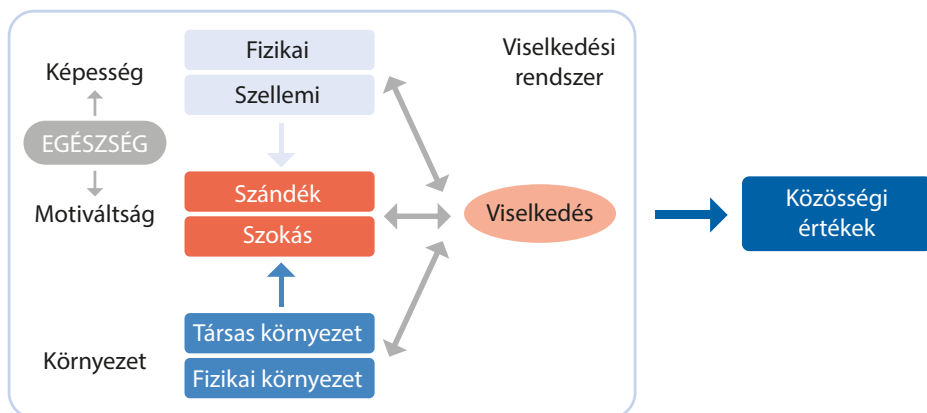 Képesség
EGÉSZSÉG
Motiváltság
Környezet
Fizikai
Szellemi
Szándék
Szokás
Társas környezet
Fizikai környezet
Viselkedési
rendszer
Viselkedés
Közösségi
értékek